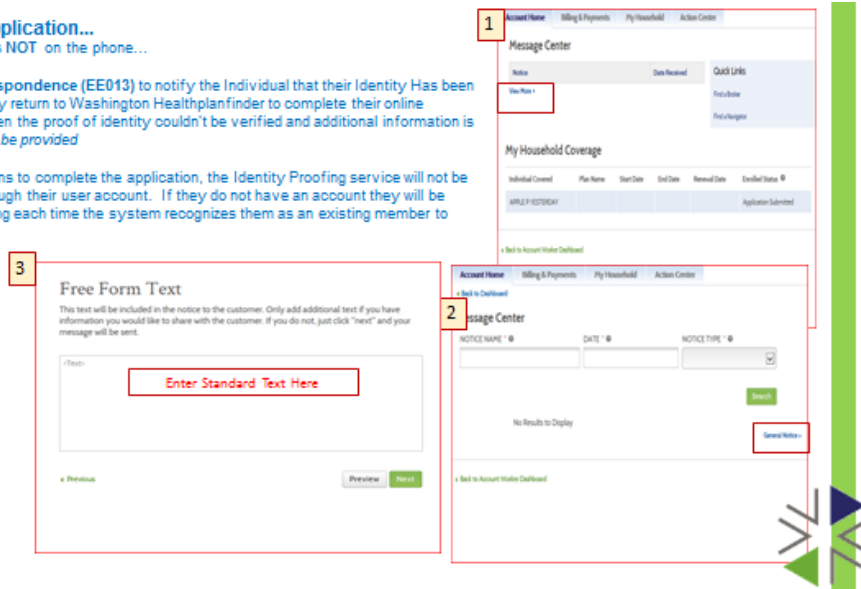 plication...
s NOT on the phone...
spondence (EE013) to notify the Individual that their Identity Has been
y return to Washington Healthplanfinder to complete their online
en the proof of identity couldn't be verified and additional information is
be provided
ns to complete the application, the Identity Proofing service will not be
ugh their user account. If they do not have an account they will be
ng each time the system recognizes them as an existing member to
1
Account Home Billing & Payments My Household Action Center
Message Center
Notice Date Received Quick Links
View More » Find a Broker
Find a Navigator
My Household Coverage
Individual Covered Plan Name Start Date End Date Renewal Date Enrolled Status
APPLE P YESTERDAY Application Submitted
« Back to Account Worker Dashboard
2
Account Home Billing & Payments My Household Action Center
« Back to Dashboard
essage Center
NOTICE NAME * DATE * NOTICE TYPE *
Search
No Results to Display
General Notice »
« Back to Account Worker Dashboard
3
Free Form Text
This text will be included in the notice to the customer. Only add additional text if you have
information you would like to share with the customer. If you do not, just click "next" and your
message will be sent.
<Text>
Enter Standard Text Here
« Previous Preview Next